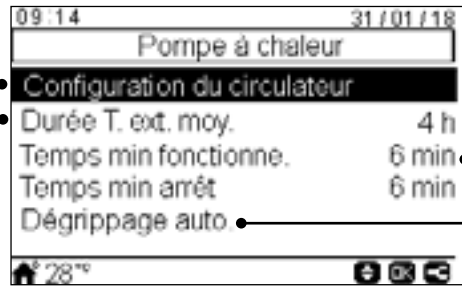 09:14 31/01/18
Pompe à chaleur
Configuration du circulateur
Durée T. ext. moy. 4 h
Temps min fonctionne. 6 min
Temps min arrêt 6 min
Dégrippage auto.
28°C OK